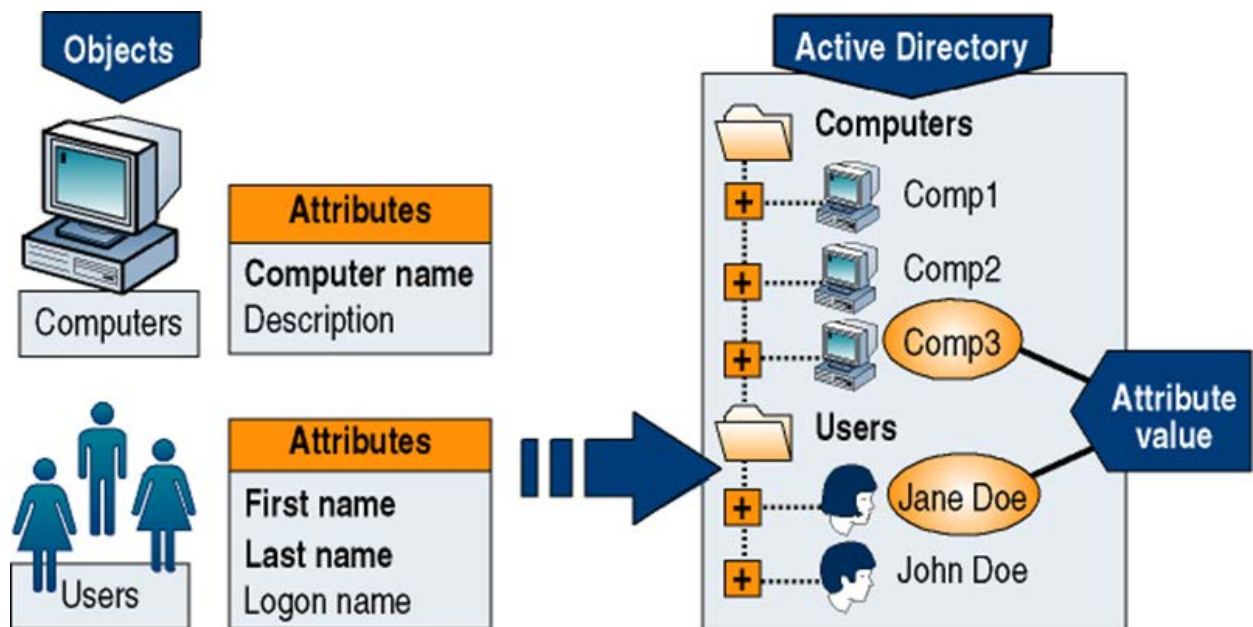 Objects
Computers
Attributes
Computer name
Description
Users
Attributes
First name
Last name
Logon name
Active Directory
Computers
Comp1
Comp2
Comp3
Users
Jane Doe
John Doe
Attribute
value